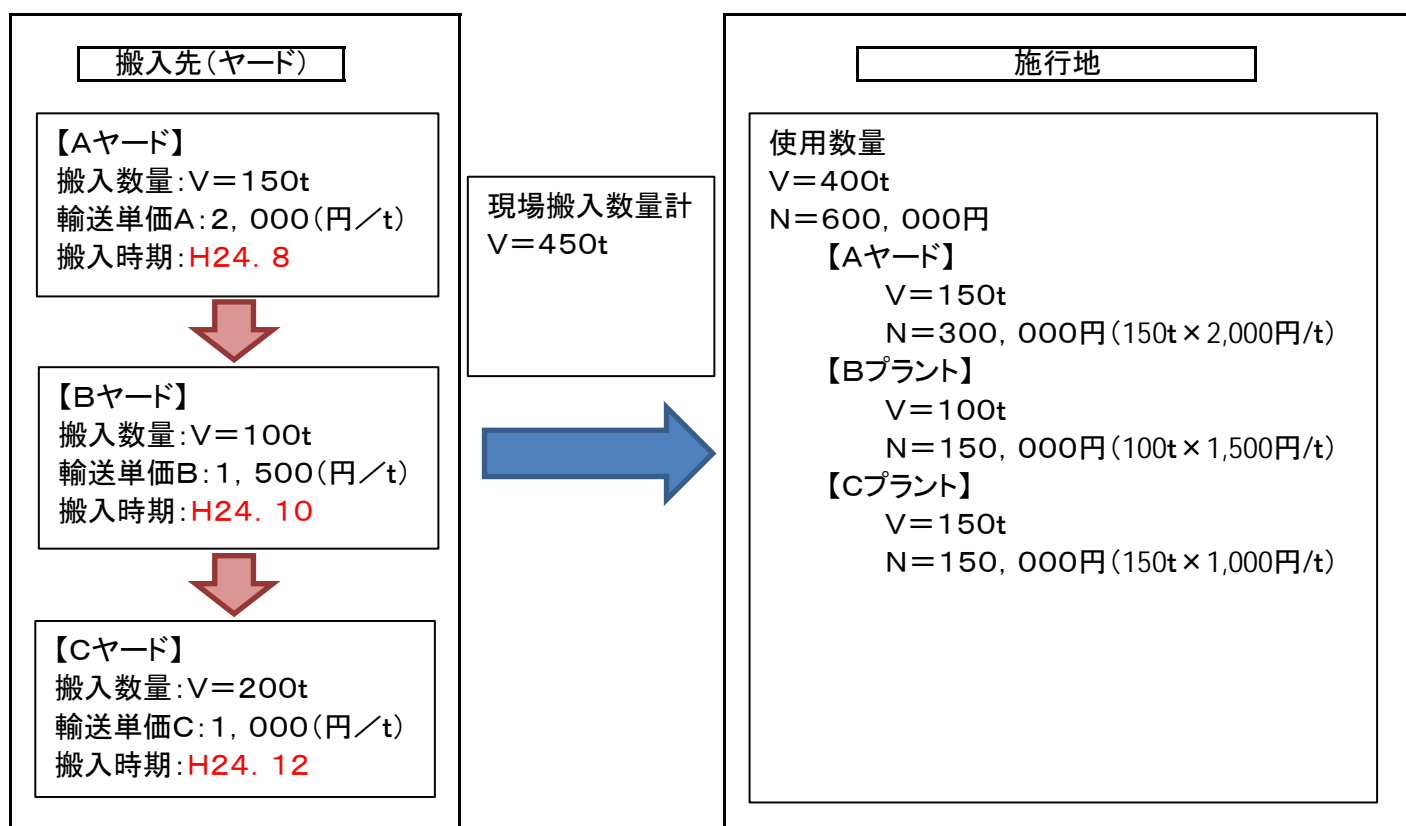 搬入先（ヤード）
【Aヤード】
搬入数量：V＝150t
輸送単価A：2，000（円／t）
搬入時期：H24．8
【Bヤード】
搬入数量：V＝100t
輸送単価B：1，500（円／t）
搬入時期：H24．10
【Cヤード】
搬入数量：V＝200t
輸送単価C：1，000（円／t）
搬入時期：H24．12
現場搬入数量計
V＝450t
施行地
使用数量
V＝400t
N＝600，000円
【Aヤード】
V＝150t
N＝300，000円（150t×2,000円/t）
【Bプラント】
V＝100t
N＝150，000円（100t×1,500円/t）
【Cプラント】
V＝150t
N＝150，000円（150t×1,000円/t）